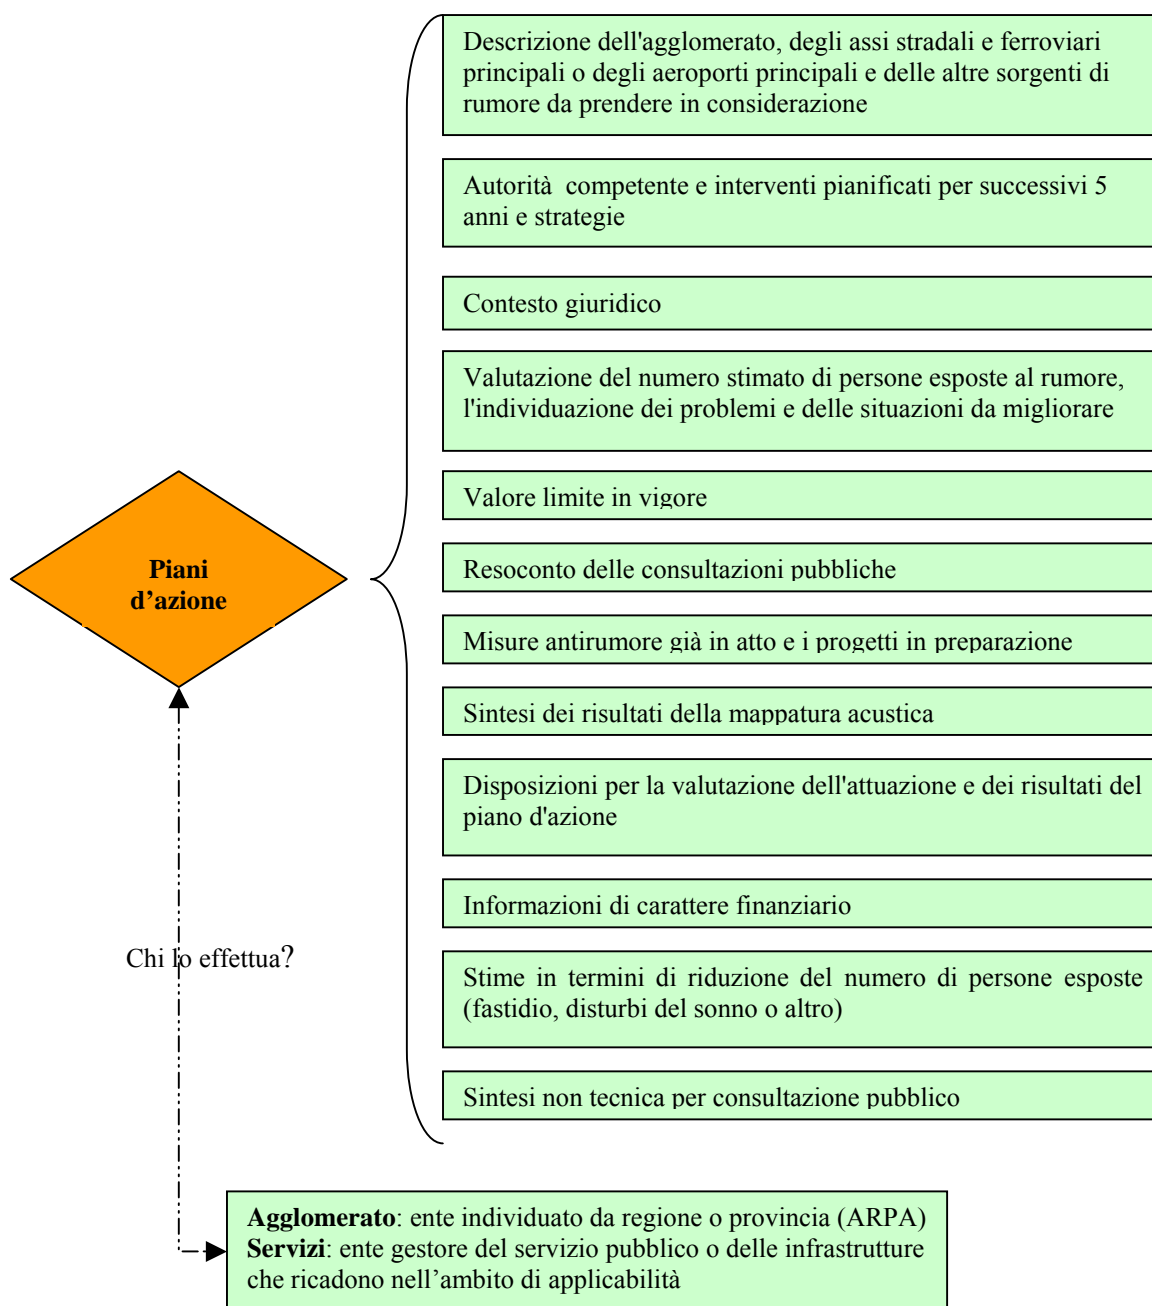 Descrizione dell'agglomerato, degli assi stradali e ferroviari
principali o degli aeroporti principali e delle altre sorgenti di
rumore da prendere in considerazione
Autorità competente e interventi pianificati per successivi 5
anni e strategie
Contesto giuridico
Valutazione del numero stimato di persone esposte al rumore,
l'individuazione dei problemi e delle situazioni da migliorare
Valore limite in vigore
Piani
d’azione
Resoconto delle consultazioni pubbliche
Misure antirumore già in atto e i progetti in preparazione
Sintesi dei risultati della mappatura acustica
Disposizioni per la valutazione dell'attuazione e dei risultati del
piano d'azione
Informazioni di carattere finanziario
Chi lo effettua?
Stime in termini di riduzione del numero di persone esposte
(fastidio, disturbi del sonno o altro)
Sintesi non tecnica per consultazione pubblico
Agglomerato: ente individuato da regione o provincia (ARPA)
Servizi: ente gestore del servizio pubblico o delle infrastrutture
che ricadono nell’ambito di applicabilità